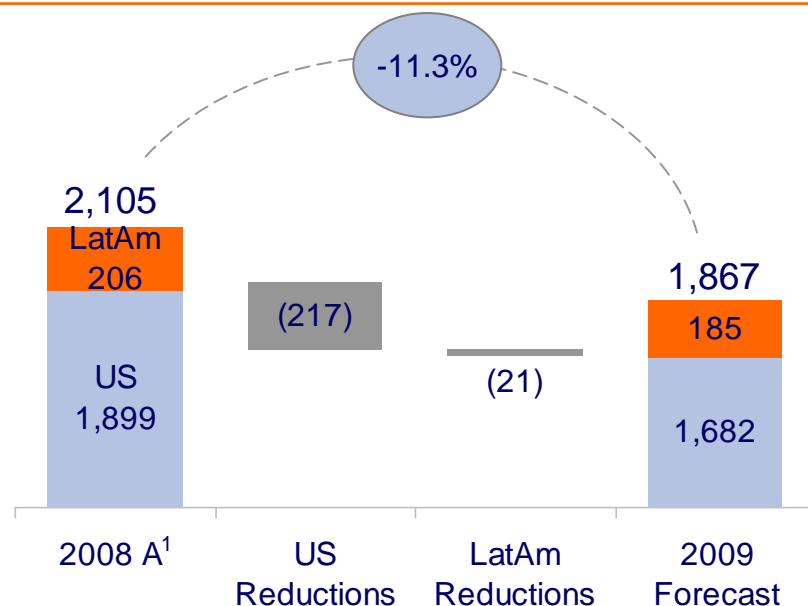 -11.3%
2,105
LatAm
206
US
1,899
(217)
(21)
1,867
185
1,682
2008 A¹
US
Reductions
LatAm
Reductions
2009
Forecast